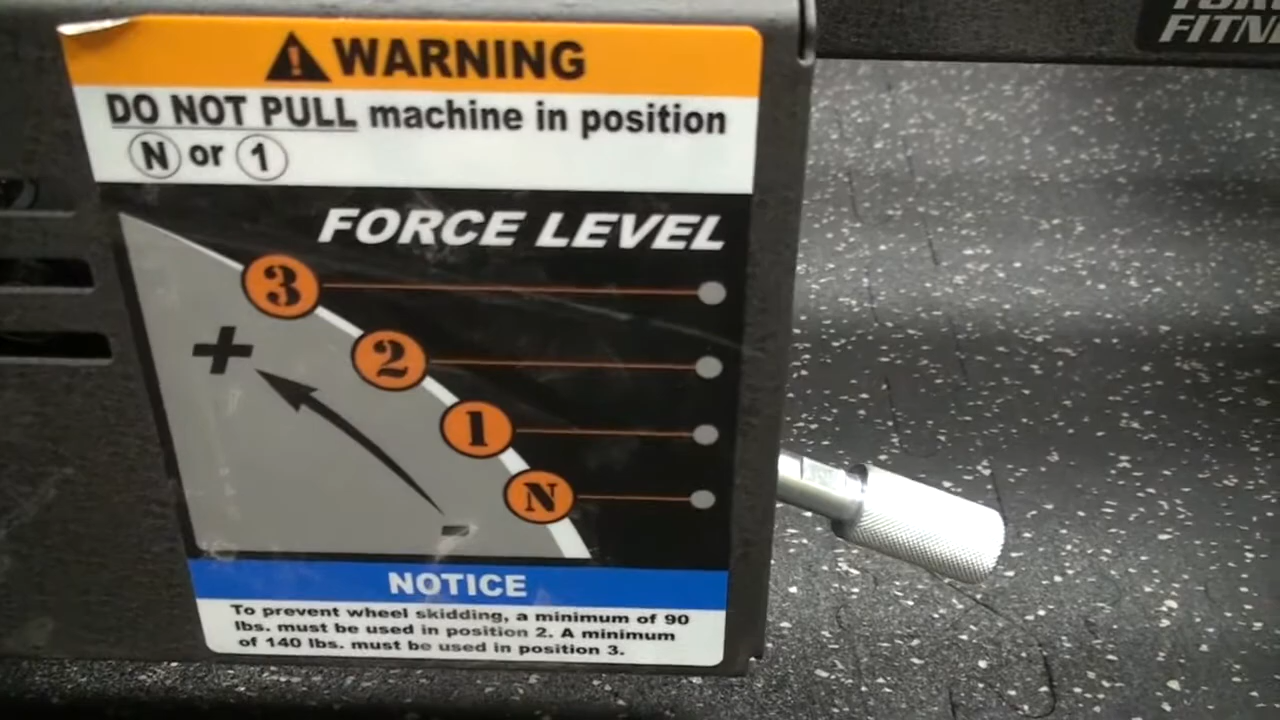 FITN
WARNING
DO NOT PULL machine in position
N or 1
FORCE LEVEL
3
2
1
N
+
-
NOTICE
To prevent wheel skidding, a minimum of 90
lbs. must be used in position 2. A minimum
of 140 lbs. must be used in position 3.